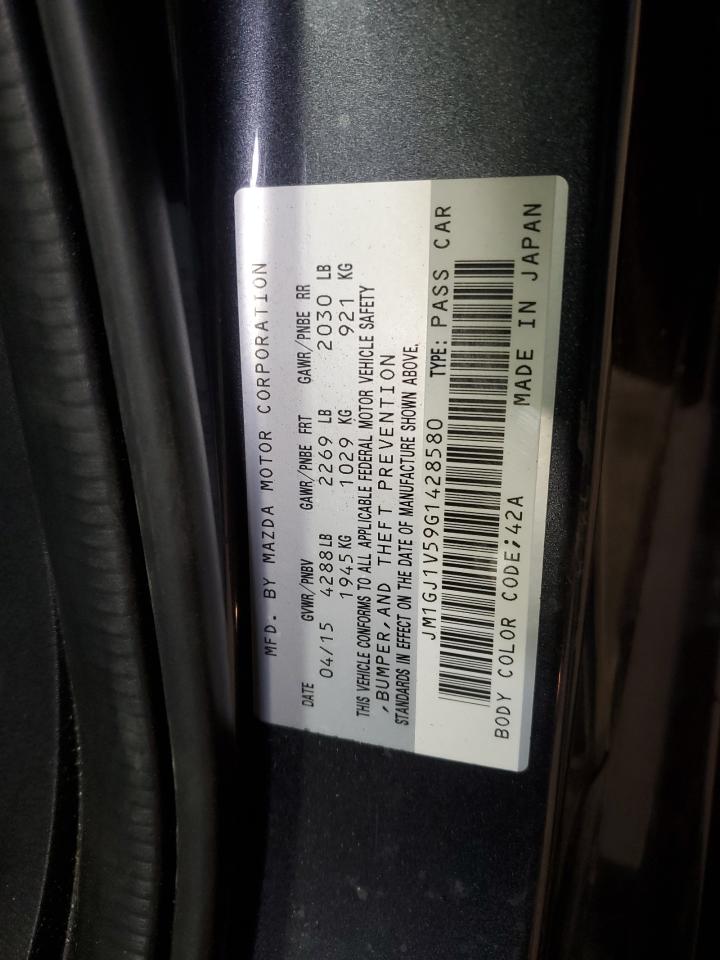 MFD. BY MAZDA MOTOR CORPORATION
DATE GVWR/PNBV GAWR/PNBE FRT GAWR/PNBE RR
04/15 4288LB 2269 LB 2030 LB
1945KG 1029 KG 921 KG
THIS VEHICLE CONFORMS TO ALL APPLICABLE FEDERAL MOTOR VEHICLE SAFETY
,BUMPER,AND THEFT PREVENTION
STANDARDS IN EFFECT ON THE DATE OF MANUFACTURE SHOWN ABOVE.
JM1GJ1V59G1428580 TYPE: PASS CAR
BODY COLOR CODE;42A MADE IN JAPAN